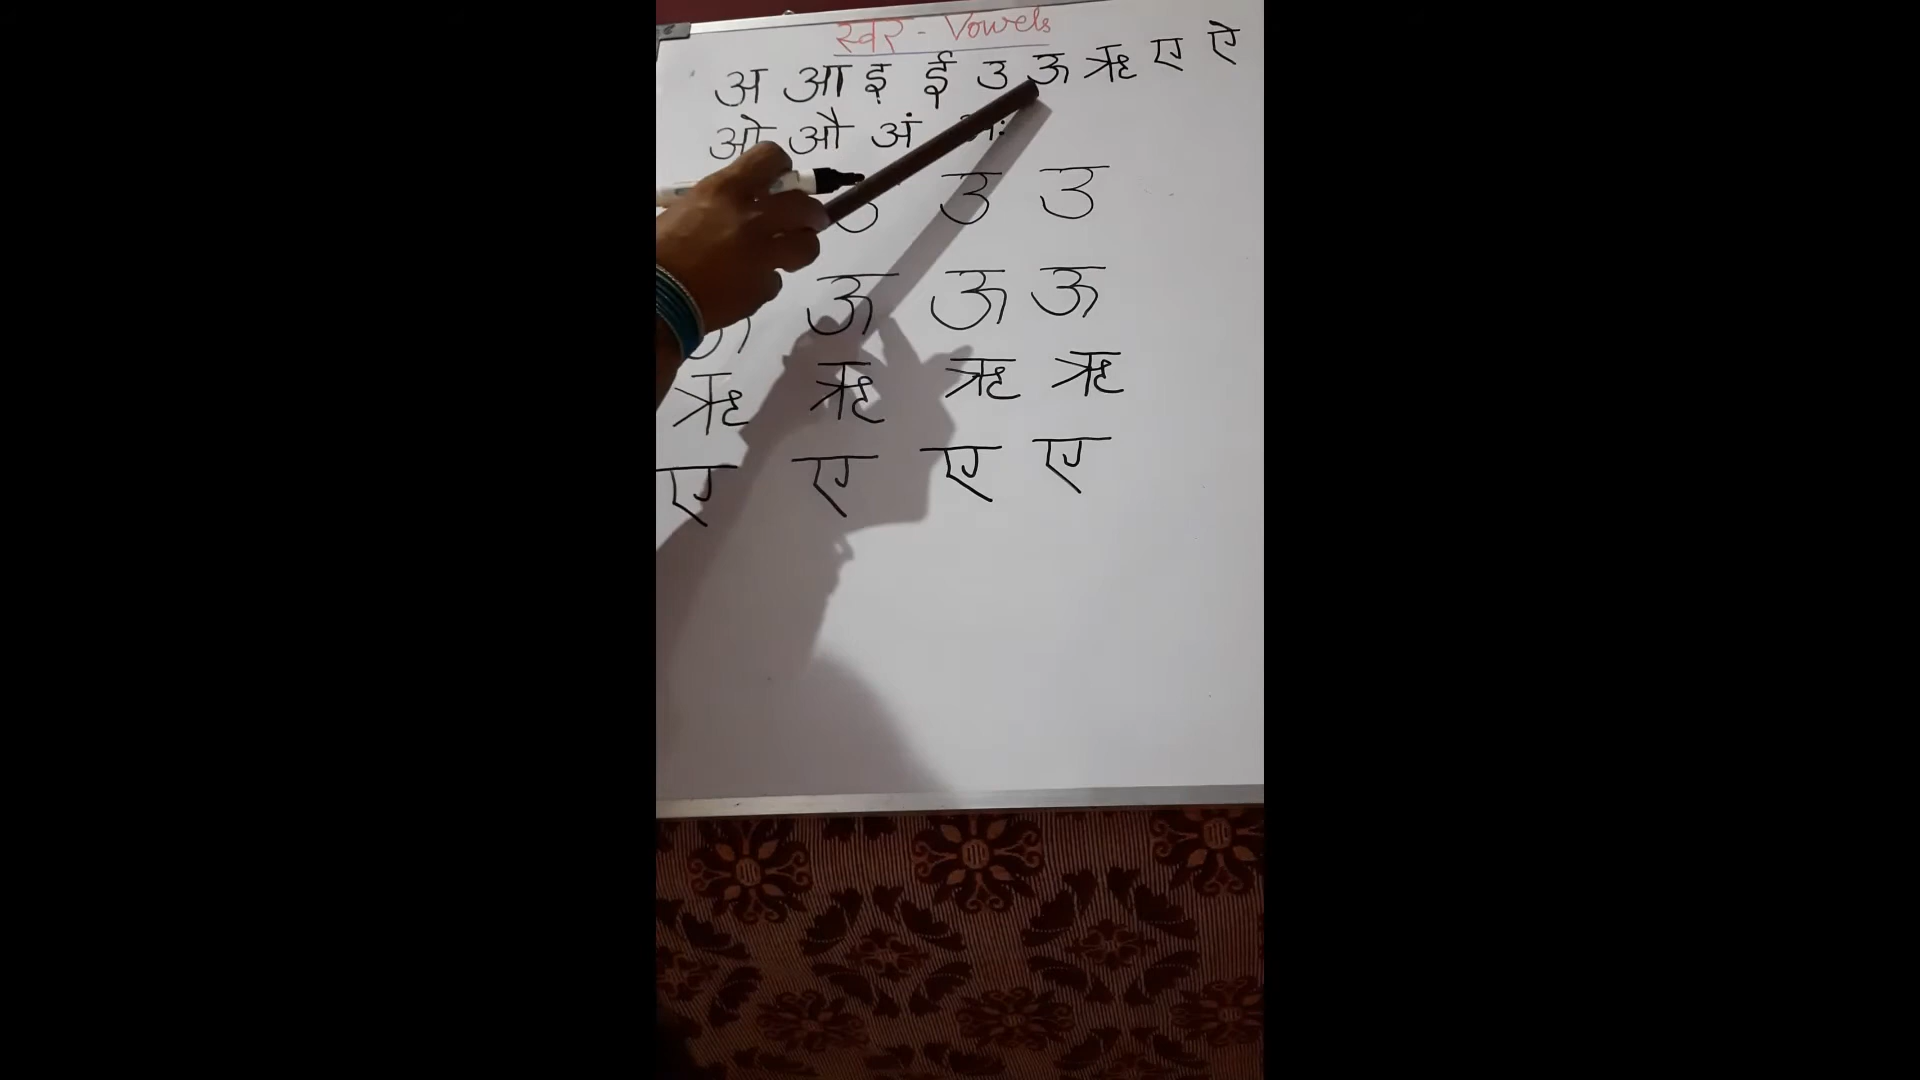 स्वर - Vowels
अ आ इ ई उ ऊ ऋ ए ऐ
ओ औ अं अः
उ उ
ऊ ऊ ऊ
ऋ ऋ ऋ ऋ
ए ए ए ए